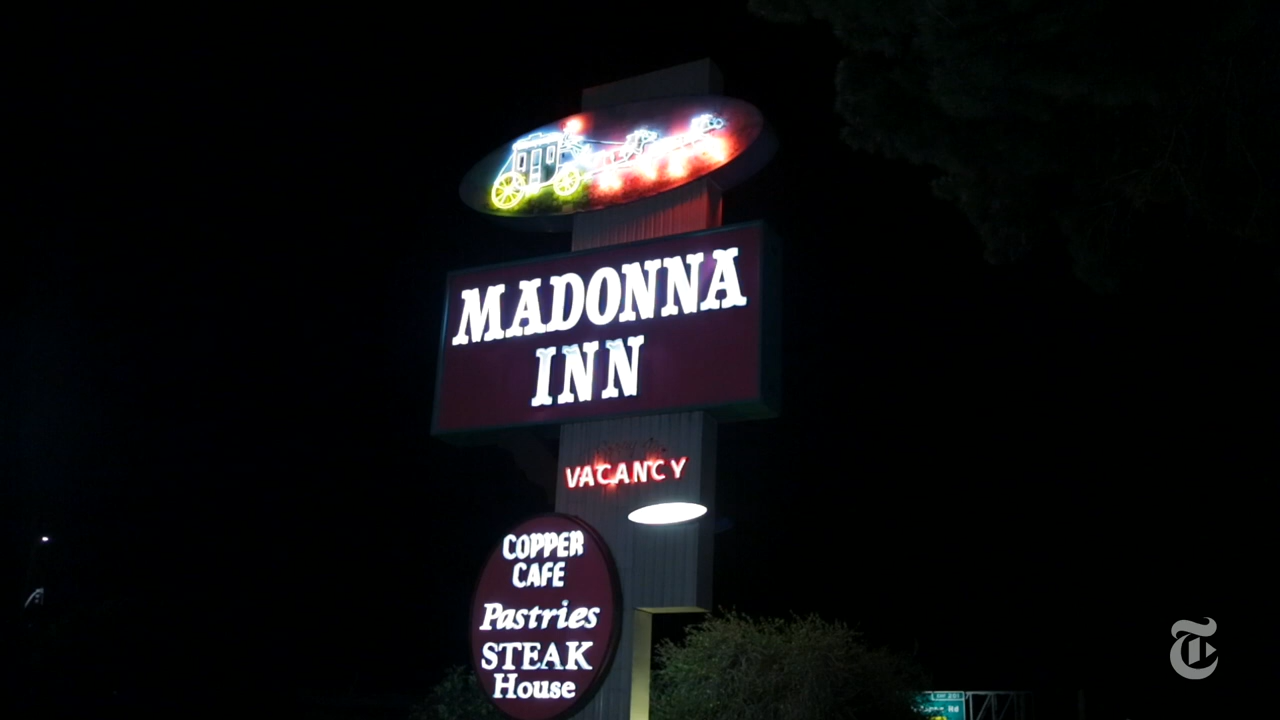 MADONNA
INN
VACANCY
COPPER
CAFE
Pastries
STEAK
House